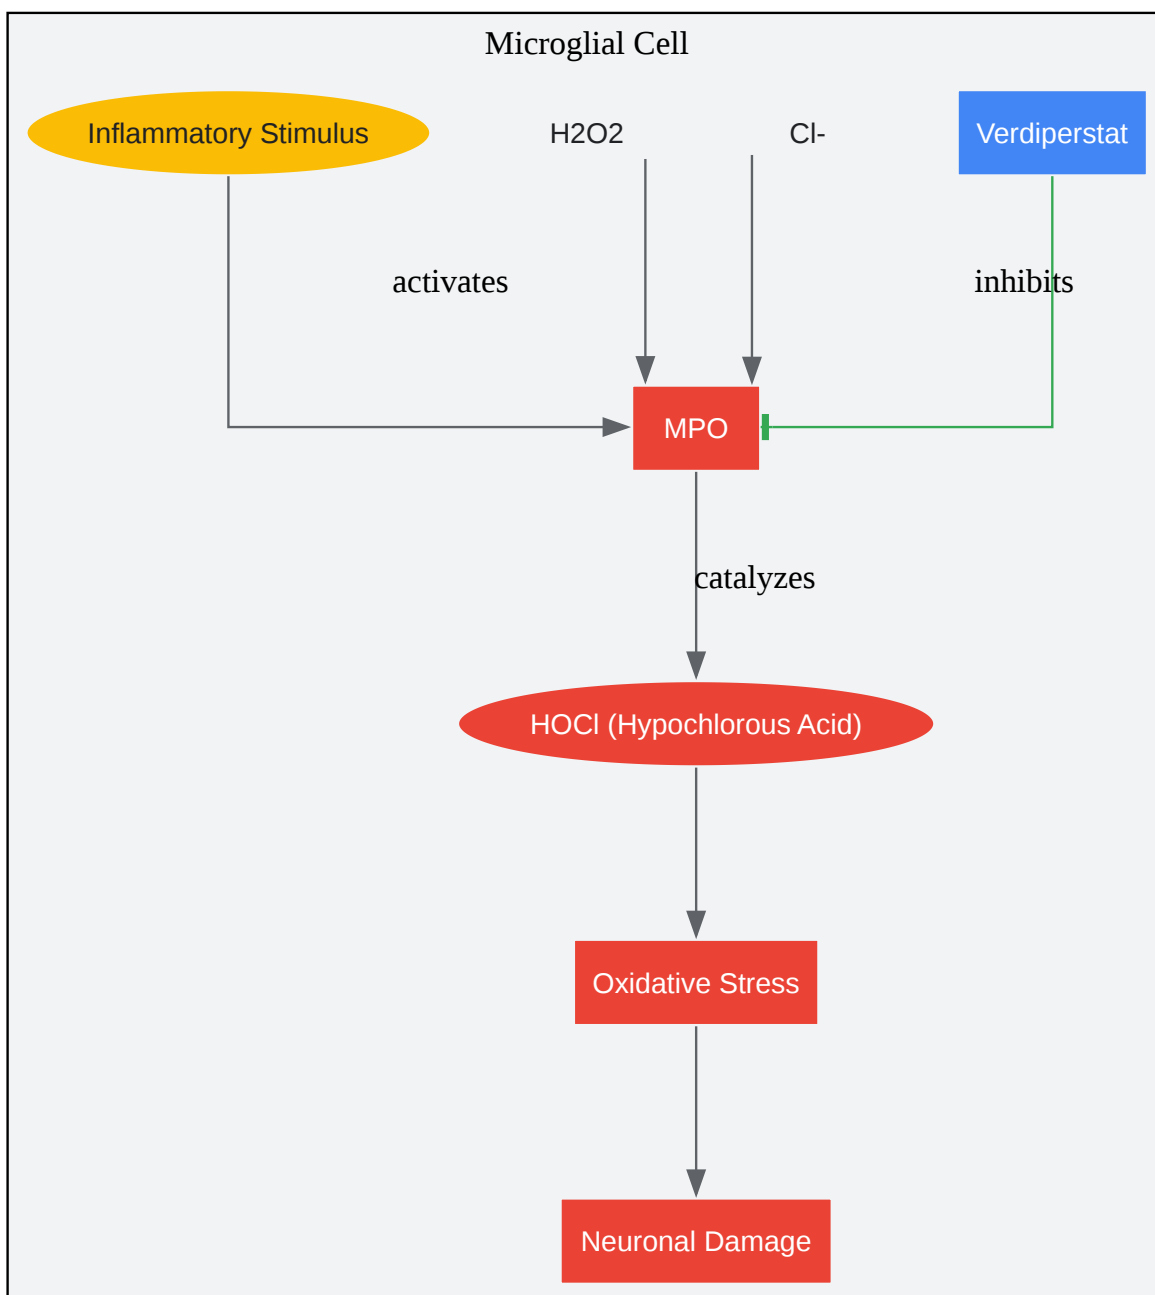 Microglial Cell
Inflammatory Stimulus
H2O2
Cl-
Verdiperstat
activates
inhibits
MPO
catalyzes
HOCl (Hypochlorous Acid)
Oxidative Stress
Neuronal Damage